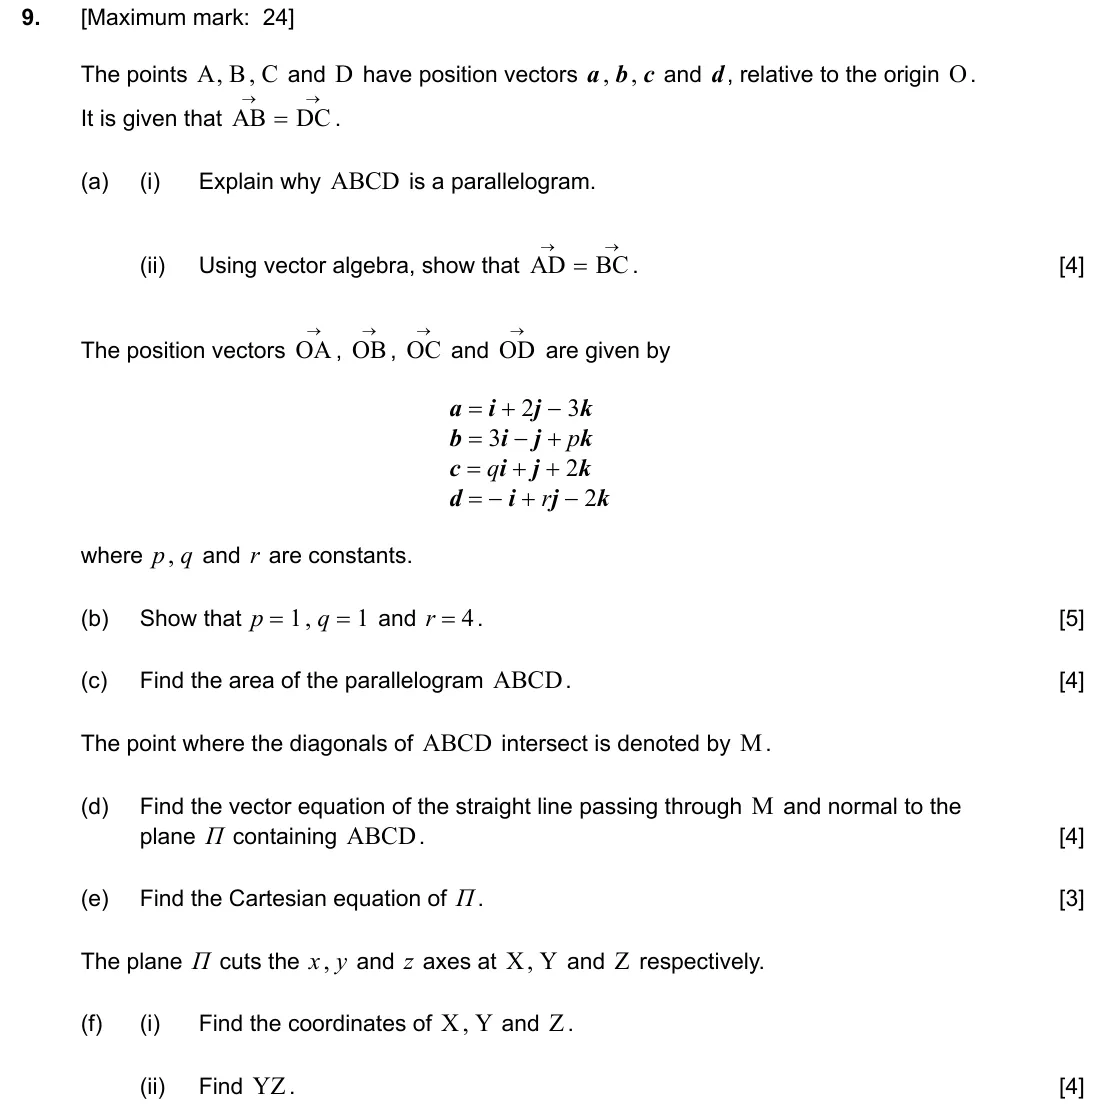 9. [Maximum mark: 24]
The points A, B, C and D have position vectors a, b, c and d, relative to the origin O.
It is given that →AB = →DC.
(a) (i) Explain why ABCD is a parallelogram.
(ii) Using vector algebra, show that →AD = →BC. [4]
The position vectors →OA, →OB, →OC and →OD are given by
a = i + 2j − 3k
b = 3i − j + pk
c = qi + j + 2k
d = − i + rj − 2k
where p, q and r are constants.
(b) Show that p = 1, q = 1 and r = 4. [5]
(c) Find the area of the parallelogram ABCD. [4]
The point where the diagonals of ABCD intersect is denoted by M.
(d) Find the vector equation of the straight line passing through M and normal to the
plane Π containing ABCD. [4]
(e) Find the Cartesian equation of Π. [3]
The plane Π cuts the x, y and z axes at X, Y and Z respectively.
(f) (i) Find the coordinates of X, Y and Z.
(ii) Find YZ. [4]